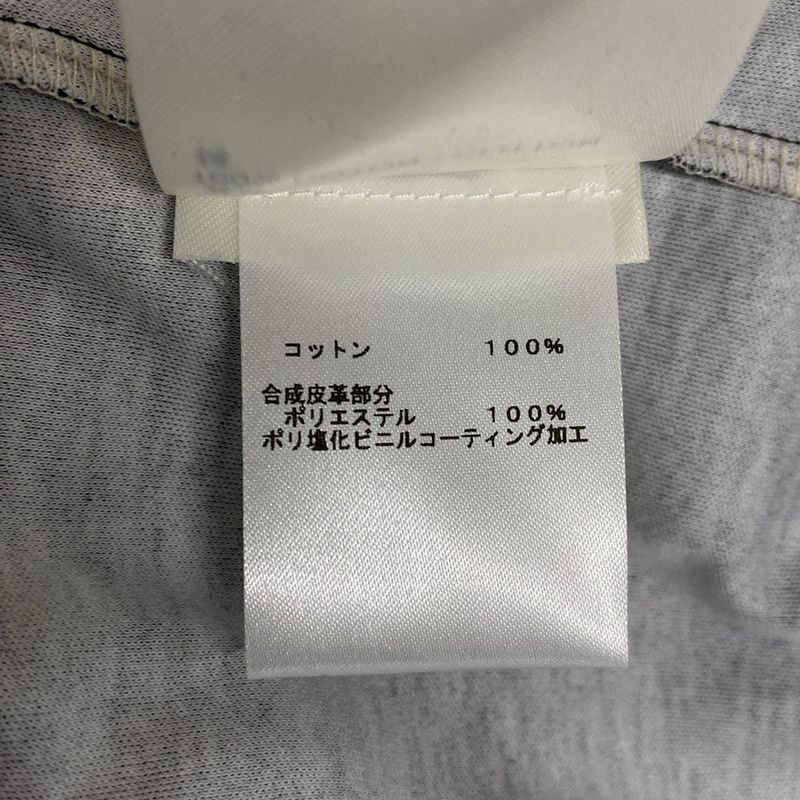 コットン 100%
合成皮革部分
ポリエステル 100%
ポリ塩化ビニルコーティング加工